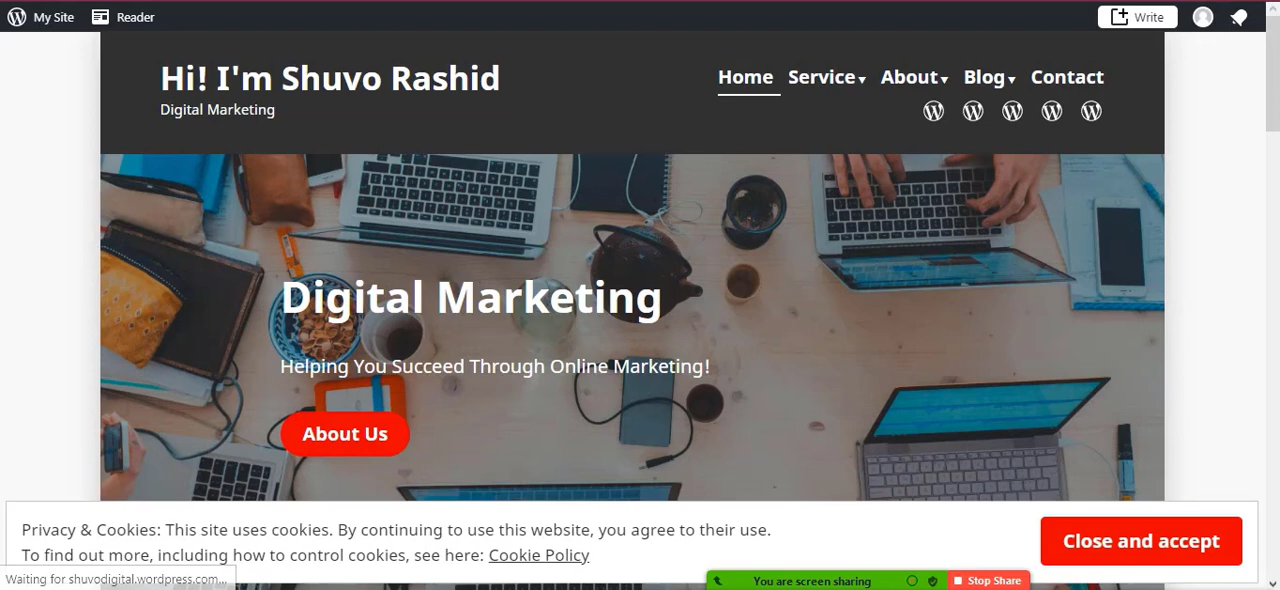 My Site Reader Write
Hi! I'm Shuvo Rashid
Digital Marketing
Home Service About Blog Contact
Digital Marketing
Helping You Succeed Through Online Marketing!
About Us
Privacy & Cookies: This site uses cookies. By continuing to use this website, you agree to their use.
To find out more, including how to control cookies, see here: Cookie Policy
Close and accept
Waiting for shuvodigital.wordpress.com...
You are screen sharing Stop Share